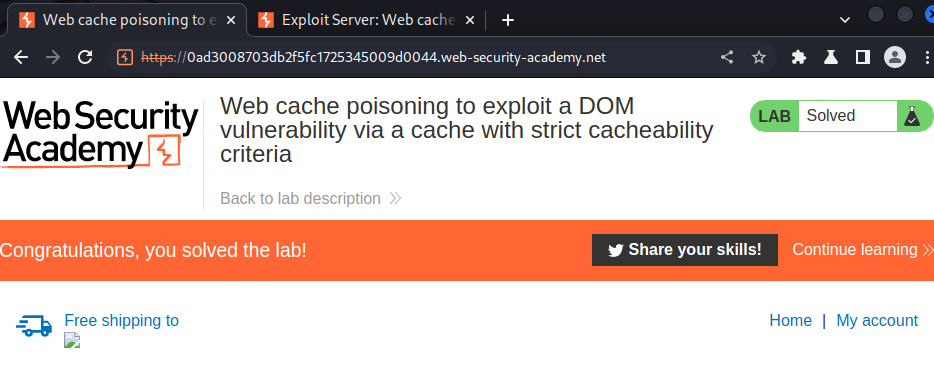 Web cache poisoning to e
Exploit Server: Web cache
https://0ad3008703db2f5fc1725345009d0044.web-security-academy.net
Web Security
Academy
Web cache poisoning to exploit a DOM
vulnerability via a cache with strict cacheability
criteria
LAB Solved
Back to lab description
Congratulations, you solved the lab!
Share your skills!
Continue learning
Free shipping to
Home | My account